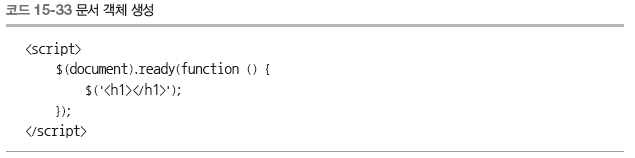 코드 15-33 문서 객체 생성
<script>
$(document).ready(function () {
$('<h1></h1>');
});
</script>